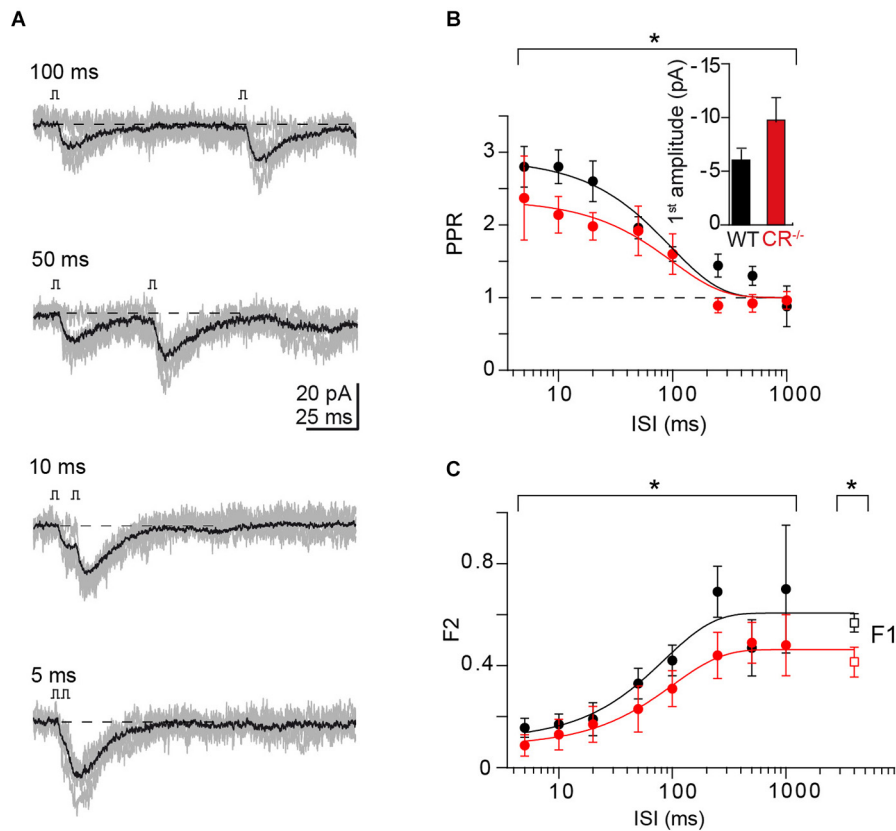 A
100 ms
50 ms
20 pA
25 ms
10 ms
5 ms
B
*
1st amplitude (pA)
-15
-10
-5
0
WT
CR-/-
PPR
3
2
1
0
10
100
1000
ISI (ms)
C
*
*
F2
0.8
0.4
0
F1
10
100
1000
ISI (ms)